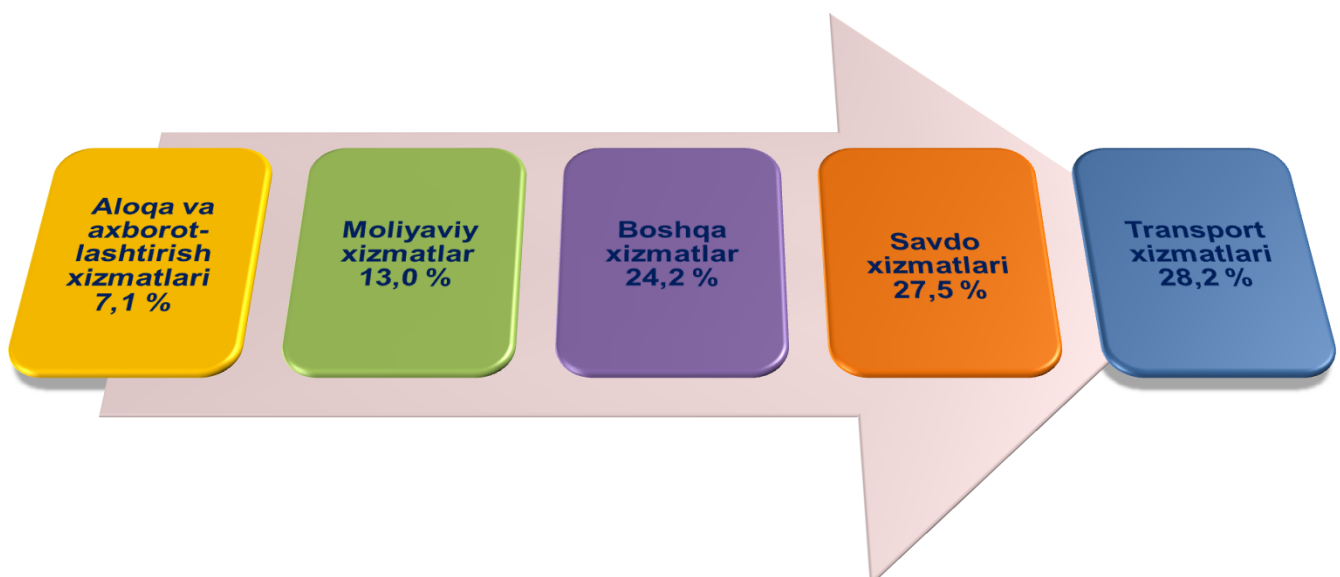 Aloqa va
axborot-
lashtirish
xizmatlari
7,1 %
Moliyaviy
xizmatlar
13,0 %
Boshqa
xizmatlar
24,2 %
Savdo
xizmatlari
27,5 %
Transport
xizmatlari
28,2 %